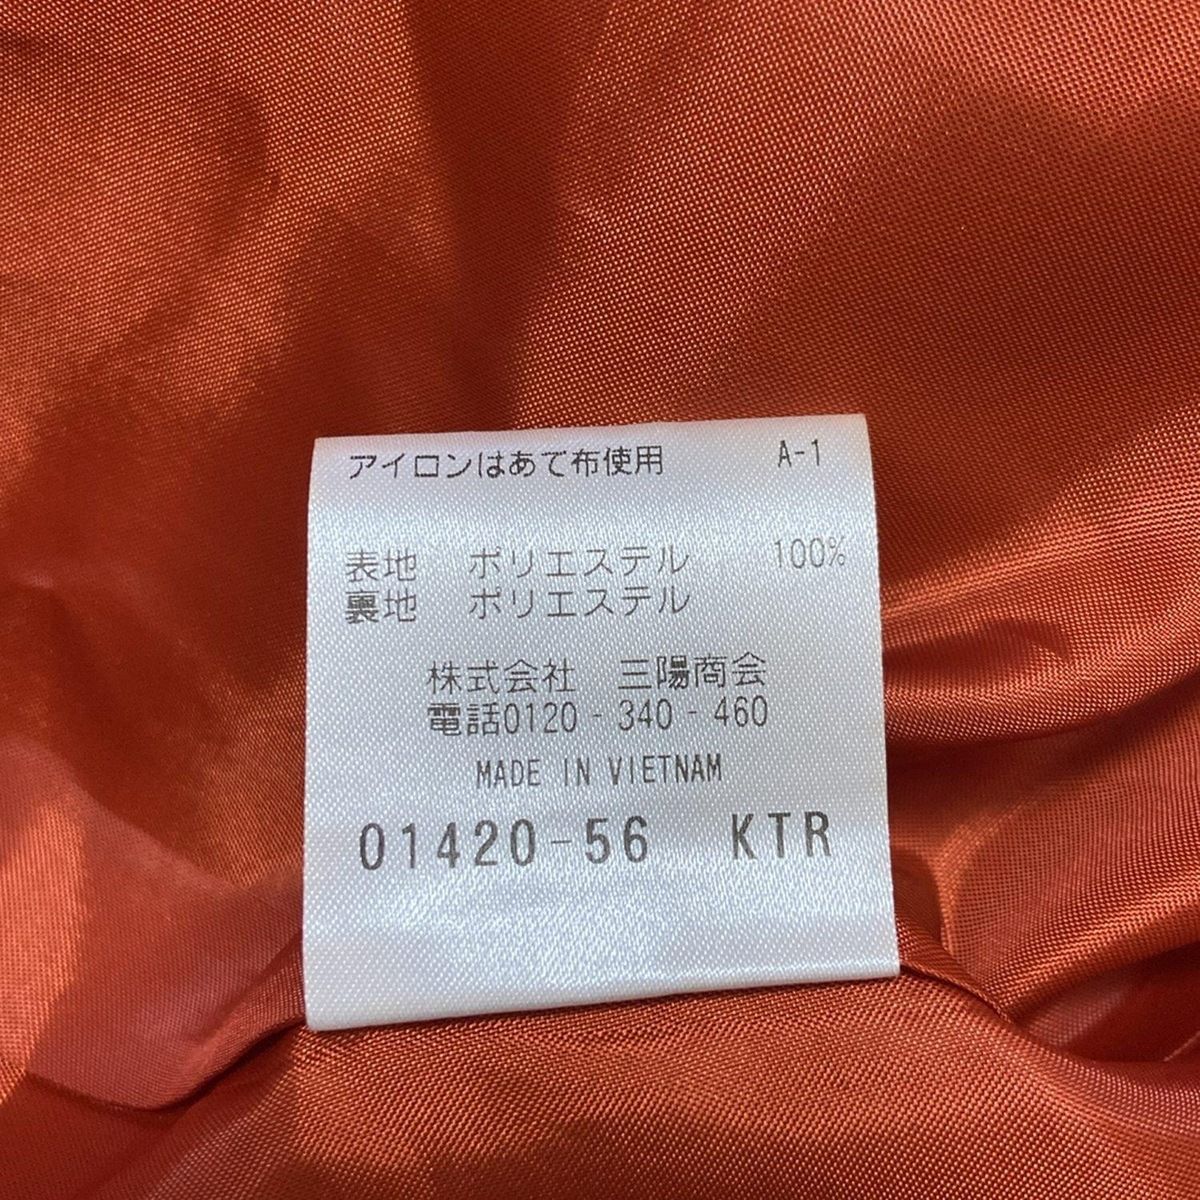 アイロンはあて布使用 A-1
表地 ポリエステル 100%
裏地 ポリエステル
株式会社 三陽商会
電話0120-340-460
MADE IN VIETNAM
01420-56 KTR